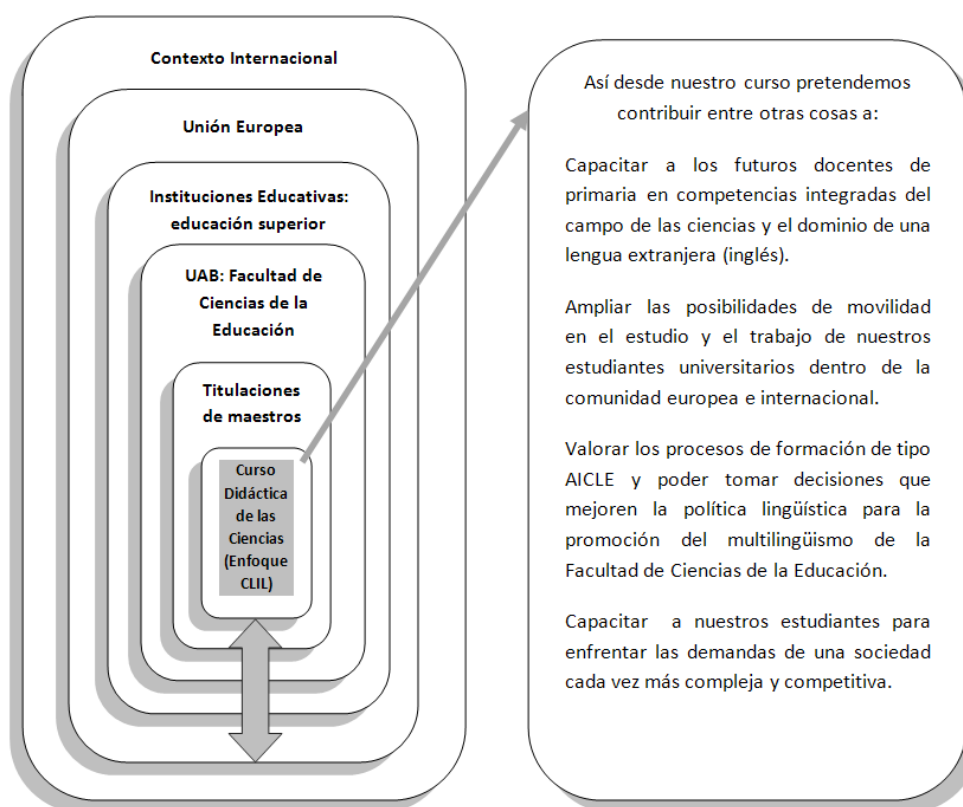 Contexto Internacional
Unión Europea
Instituciones Educativas:
educación superior
UAB: Facultad de
Ciencias de la
Educación
Titulaciones
de maestros
Curso
Didáctica
de las
Ciencias
(Enfoque
CLIL)
Así desde nuestro curso pretendemos
contribuir entre otras cosas a:
Capacitar a los futuros docentes de
primaria en competencias integradas del
campo de las ciencias y el dominio de una
lengua extranjera (inglés).
Ampliar las posibilidades de movilidad
en el estudio y el trabajo de nuestros
estudiantes universitarios dentro de la
comunidad europea e internacional.
Valorar los procesos de formación de tipo
AICLE y poder tomar decisiones que
mejoren la política lingüística para la
promoción del multilingüismo de la
Facultad de Ciencias de la Educación.
Capacitar a nuestros estudiantes para
enfrentar las demandas de una sociedad
cada vez más compleja y competitiva.